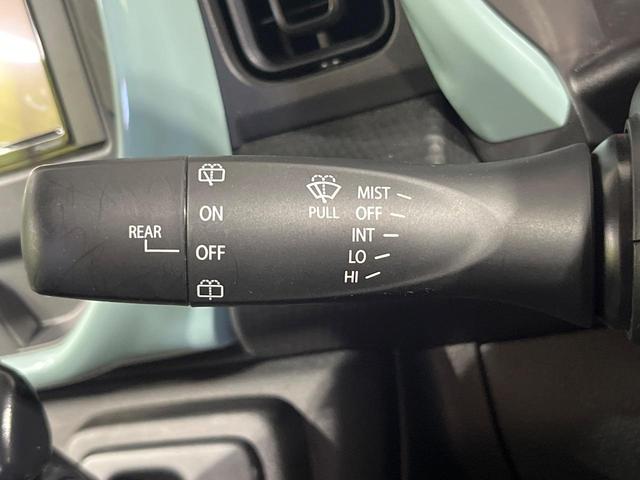 REAR
ON
OFF
PULL
MIST
OFF
INT
LO
HI